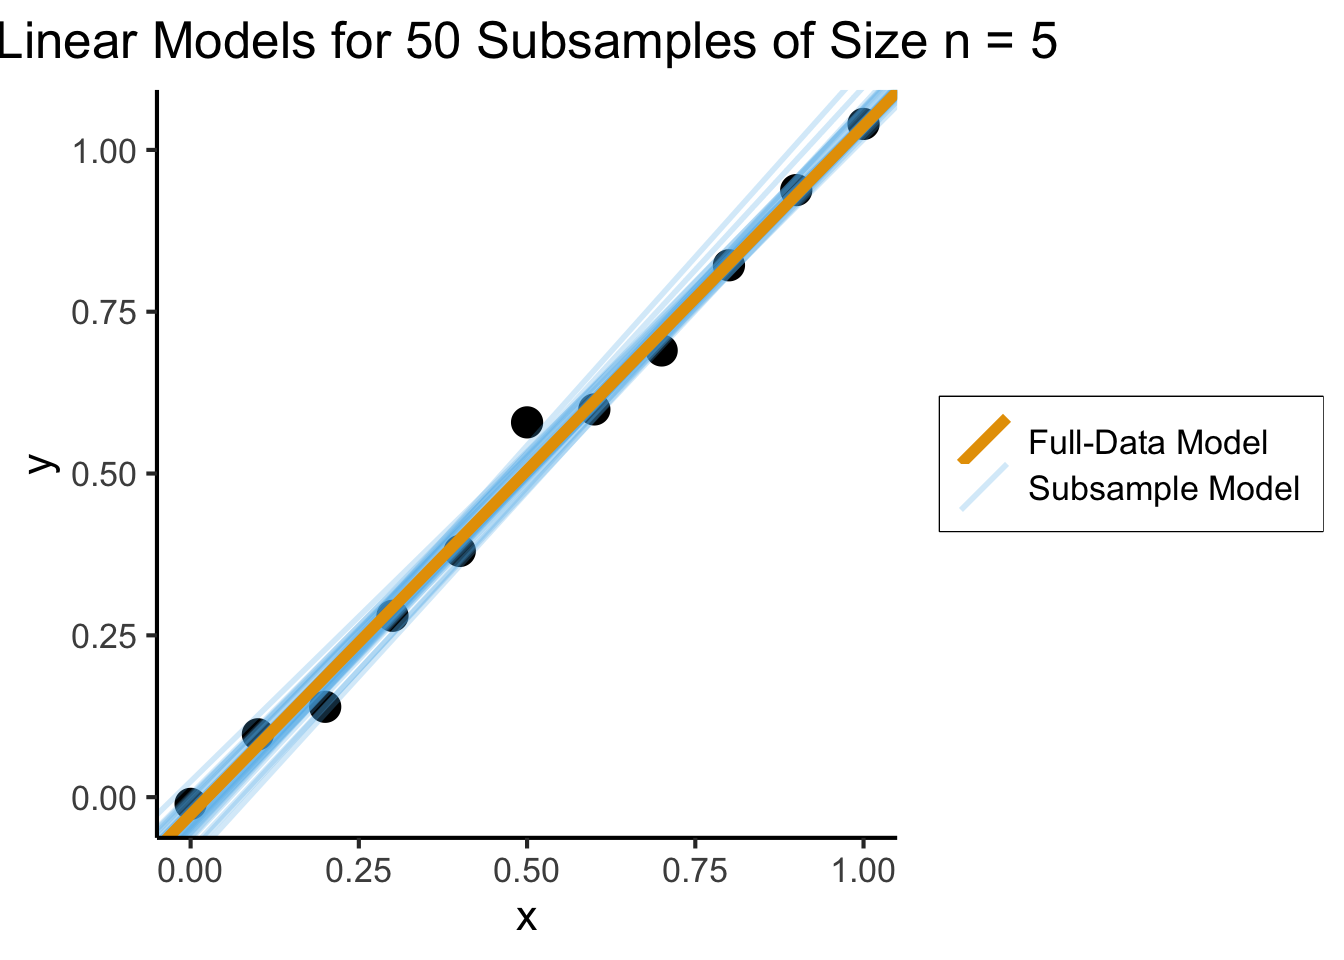 Linear Models for 50 Subsamples of Size n = 5
1.00
0.75
0.50
0.25
0.00
y
0.00 0.25 0.50 0.75 1.00
x
Full-Data Model
Subsample Model